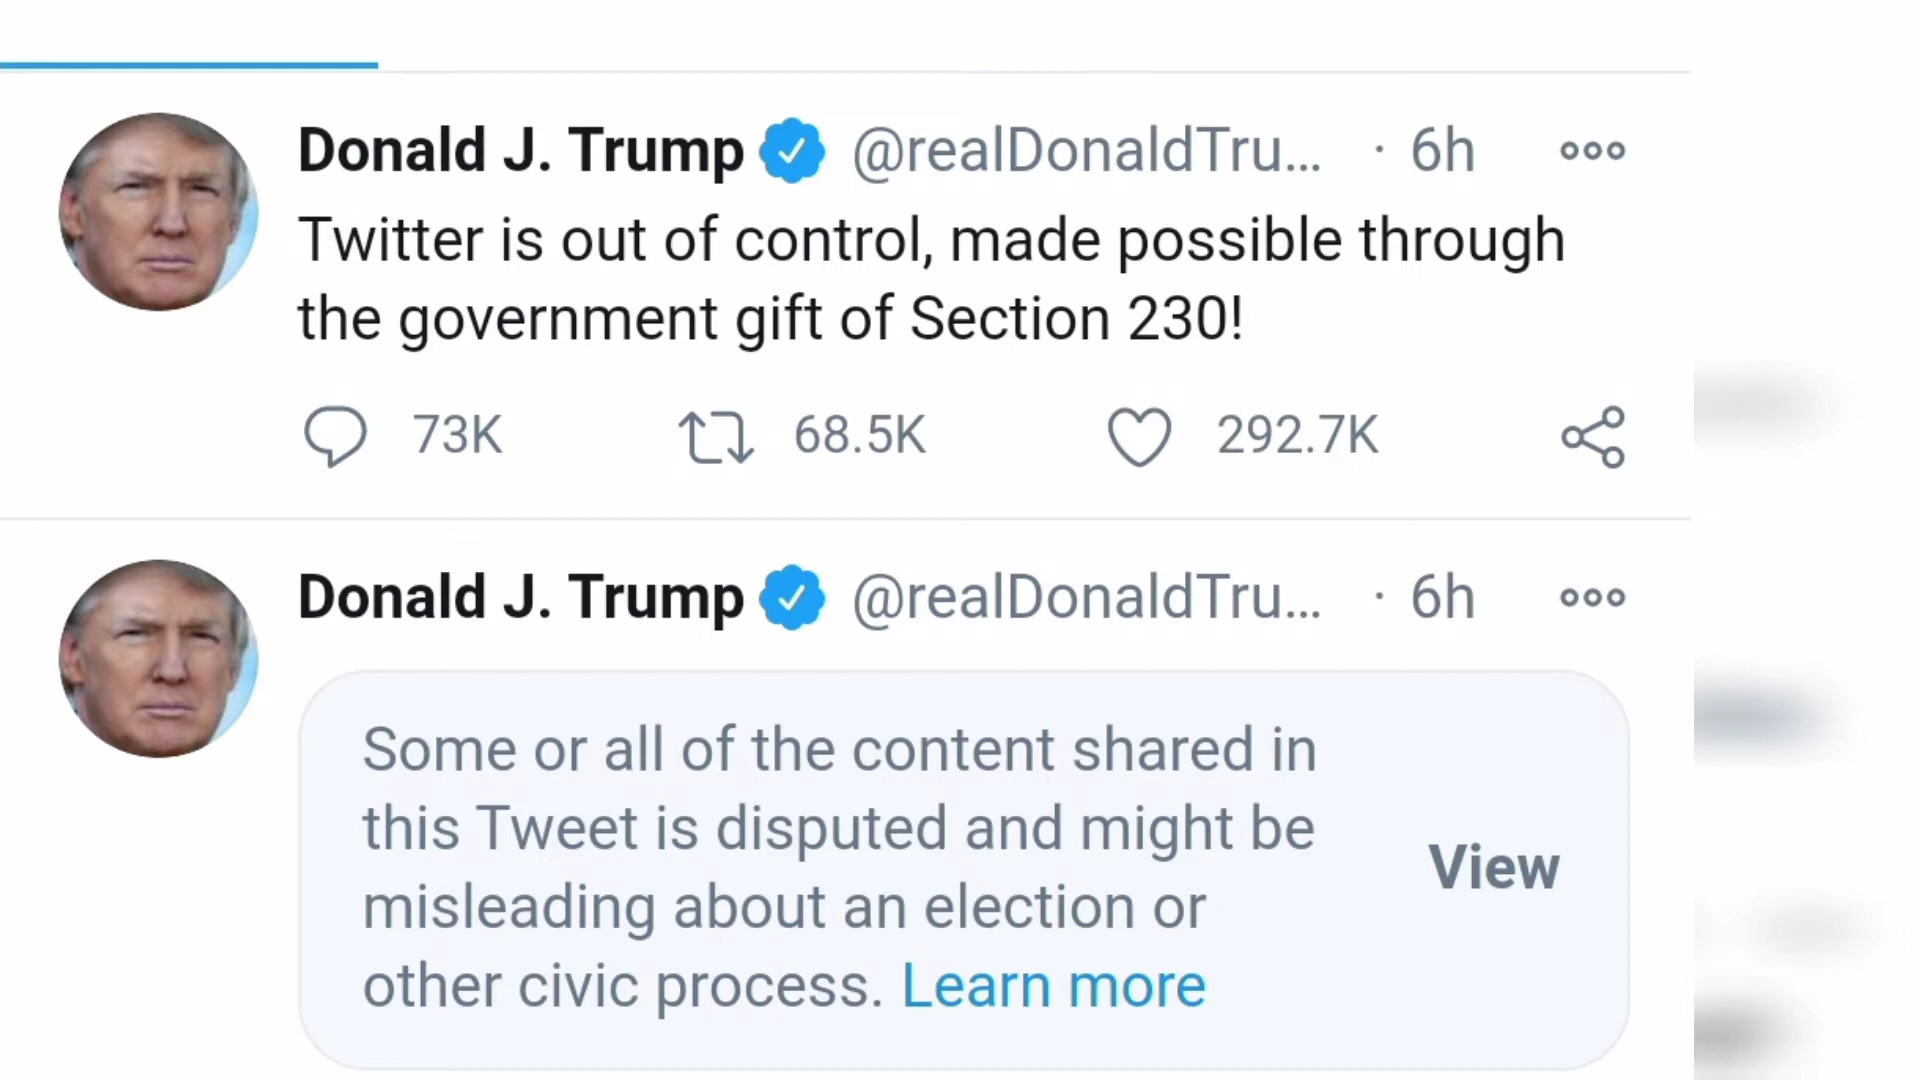 Donald J. Trump @realDonaldTru... · 6h
Twitter is out of control, made possible through
the government gift of Section 230!
73K 68.5K 292.7K
Donald J. Trump @realDonaldTru... · 6h
Some or all of the content shared in
this Tweet is disputed and might be
misleading about an election or
other civic process. Learn more
View